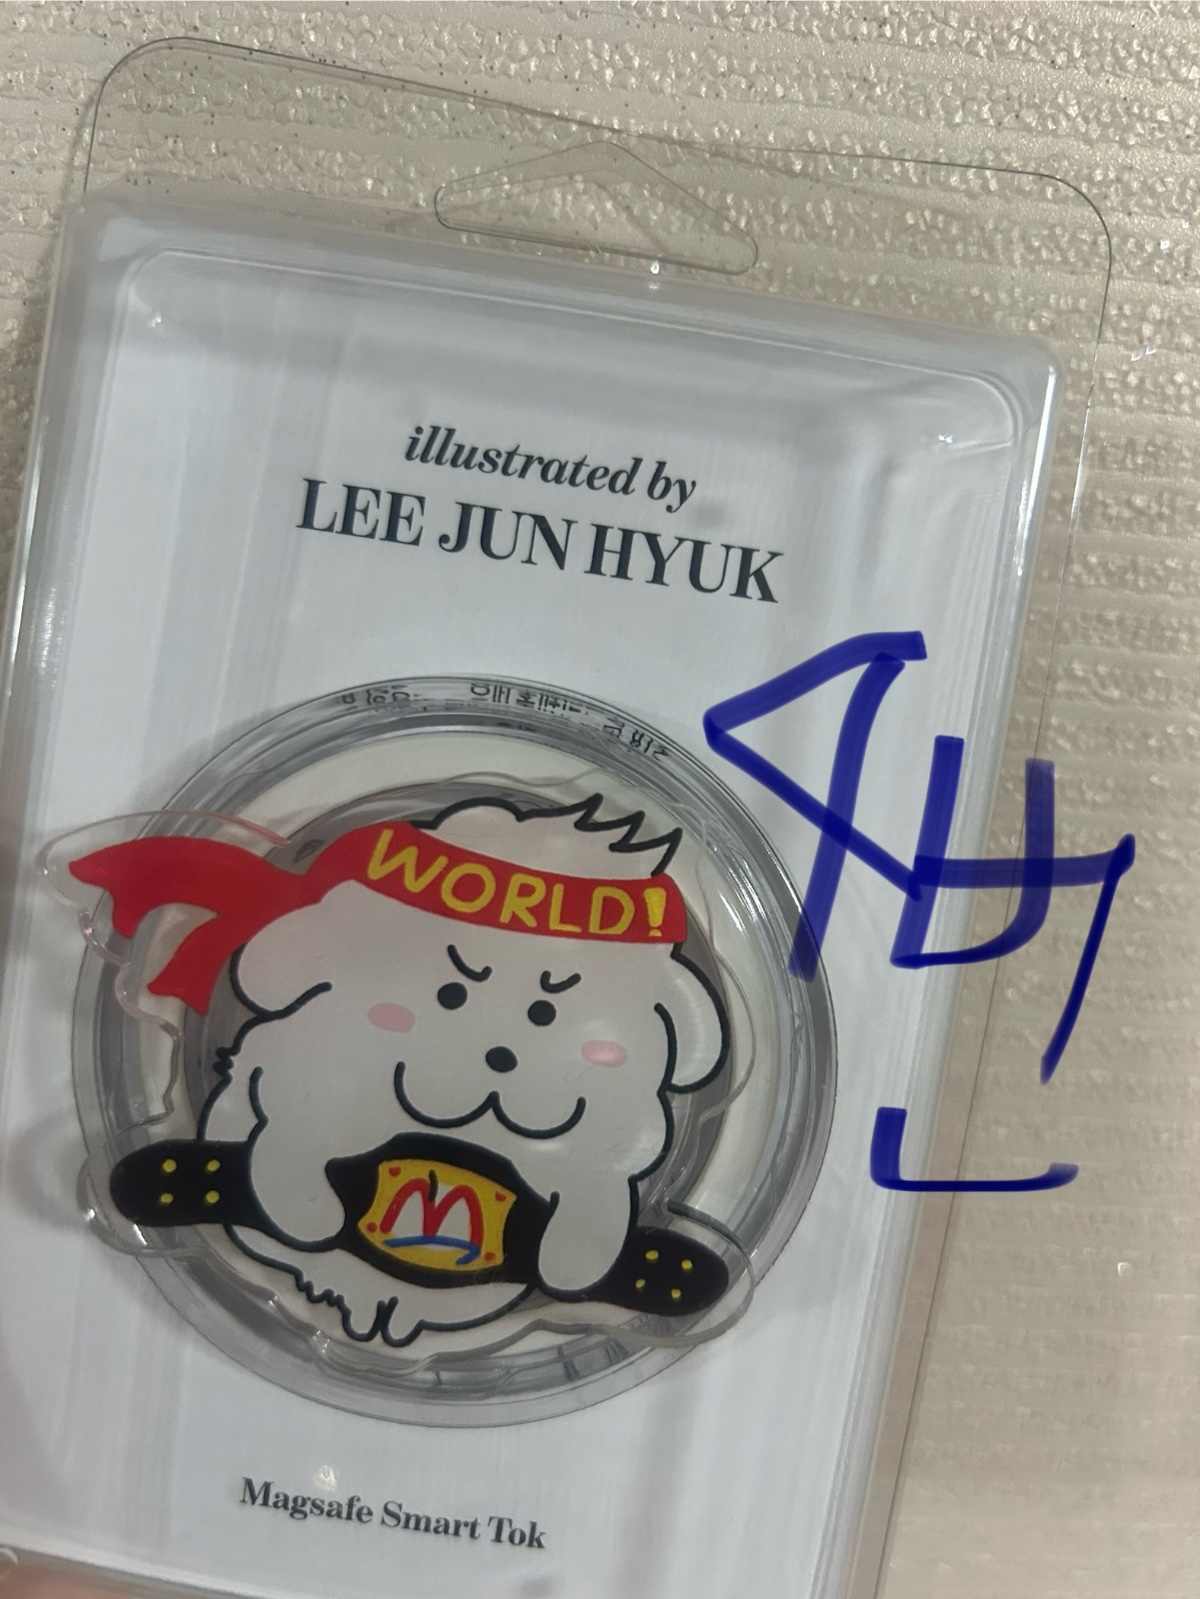 illustrated by
LEE JUN HYUK
WORLD!
M
Magsafe Smart Tok